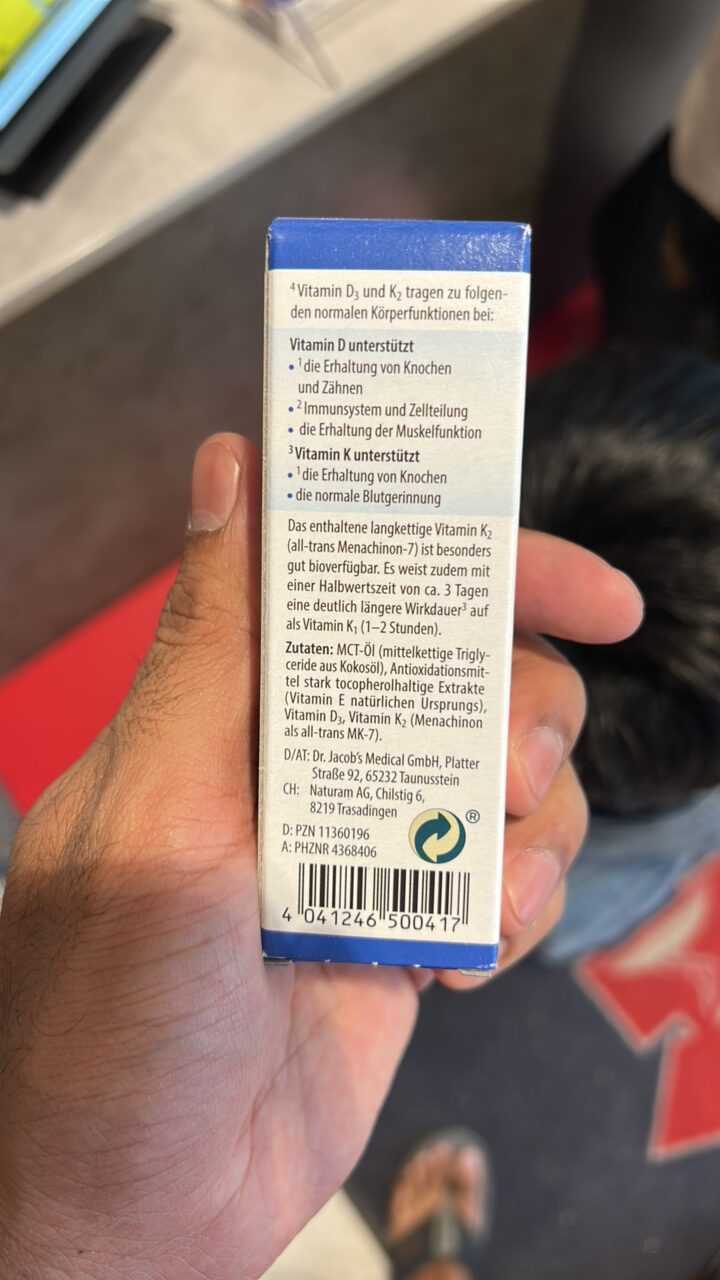 ⁴Vitamin D₃ und K₂ tragen zu folgen-
den normalen Körperfunktionen bei:
Vitamin D unterstützt
• ¹die Erhaltung von Knochen
und Zähnen
• ² Immunsystem und Zellteilung
• die Erhaltung der Muskelfunktion
³Vitamin K unterstützt
• ¹die Erhaltung von Knochen
• die normale Blutgerinnung
Das enthaltene langkettige Vitamin K₂
(all-trans Menachinon-7) ist besonders
gut bioverfügbar. Es weist zudem mit
einer Halbwertszeit von ca. 3 Tagen
eine deutlich längere Wirkdauer³ auf
als Vitamin K₁ (1–2 Stunden).
Zutaten: MCT-Öl (mittelkettige Trigly-
ceride aus Kokosöl), Antioxidationsmit-
tel stark tocopherolhaltige Extrakte
(Vitamin E natürlichen Ursprungs),
Vitamin D₃, Vitamin K₂ (Menachinon
als all-trans MK-7).
D/AT: Dr. Jacob's Medical GmbH, Platter
Straße 92, 65232 Taunusstein
CH: Naturam AG, Chilstig 6,
8219 Trasadingen
D: PZN 11360196
A: PHZNR 4368406
®
4 041246 500417